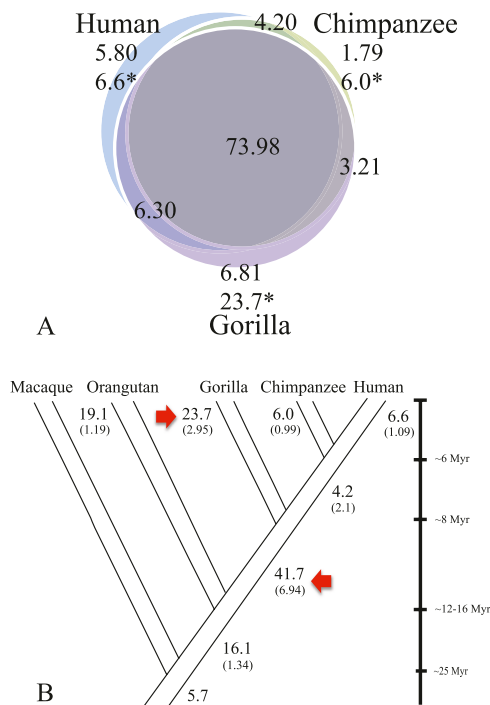 Human
Chimpanzee
4.20
5.80
1.79
6.6*
6.0*
73.98
3.21
6.30
6.81
23.7*
A
Gorilla
Macaque Orangutan Gorilla Chimpanzee Human
19.1
(1.19)
23.7
(2.95)
6.0
(0.99)
6.6
(1.09)
~6 Myr
4.2
(2.1)
~8 Myr
41.7
(6.94)
~12-16 Myr
16.1
(1.34)
~25 Myr
5.7
B